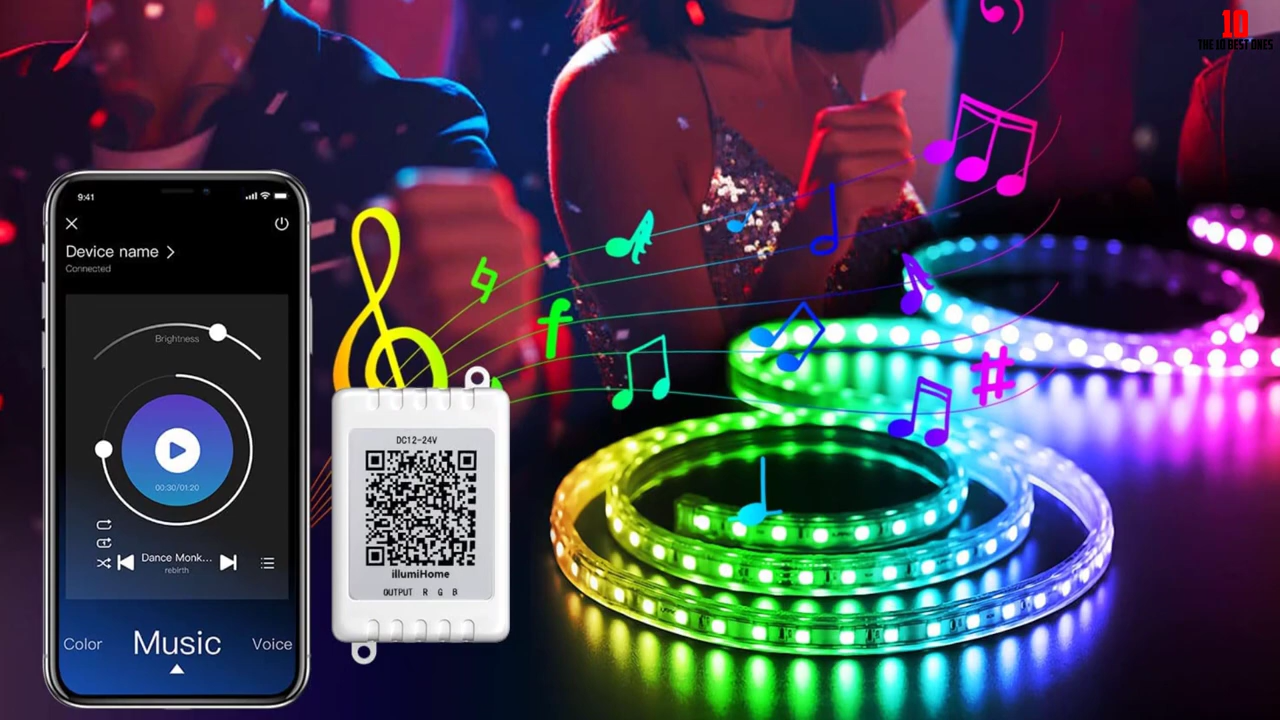 10
THE 10 BEST ONES
9:41
Device name
Connected
Brightness
00:30/01:20
Dance Monk...
rebirth
Color
Music
Voice
DC12-24V
illumiHome
OUTPUT R G B